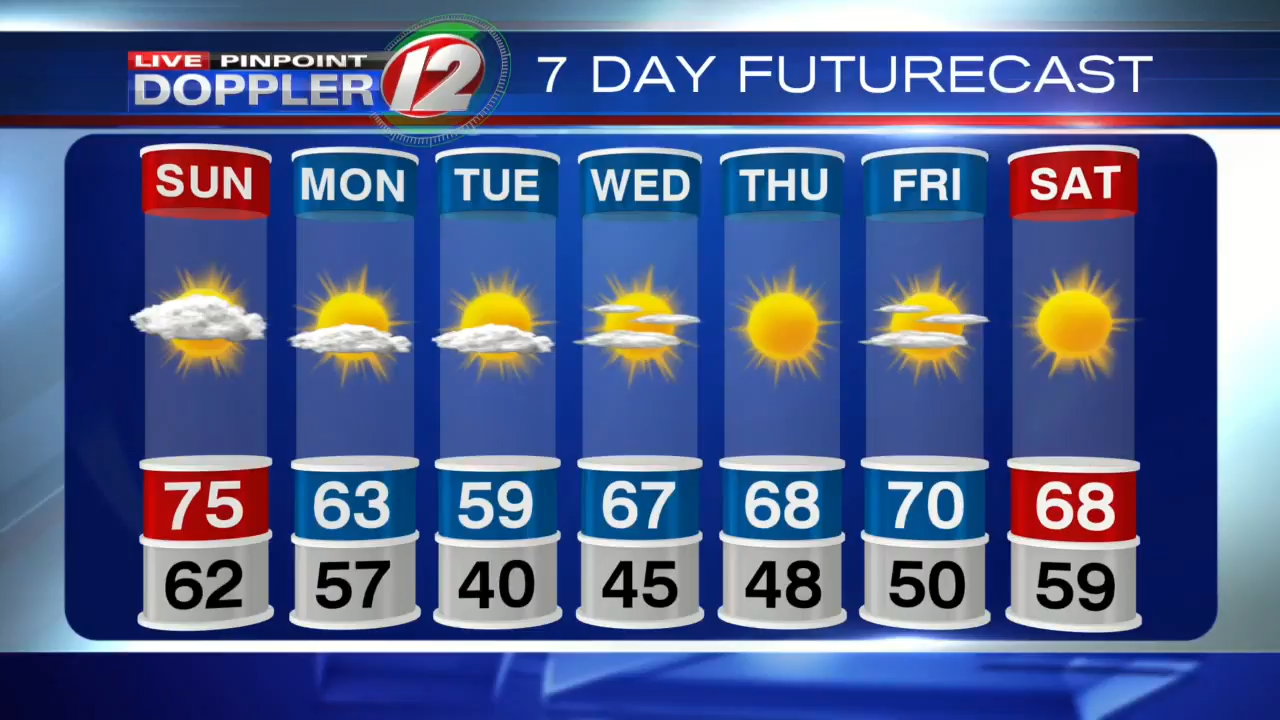 LIVE PINPOINT
DOPPLER 12
7 DAY FUTURECAST
SUN MON TUE WED THU FRI SAT
75 63 59 67 68 70 68
62 57 40 45 48 50 59